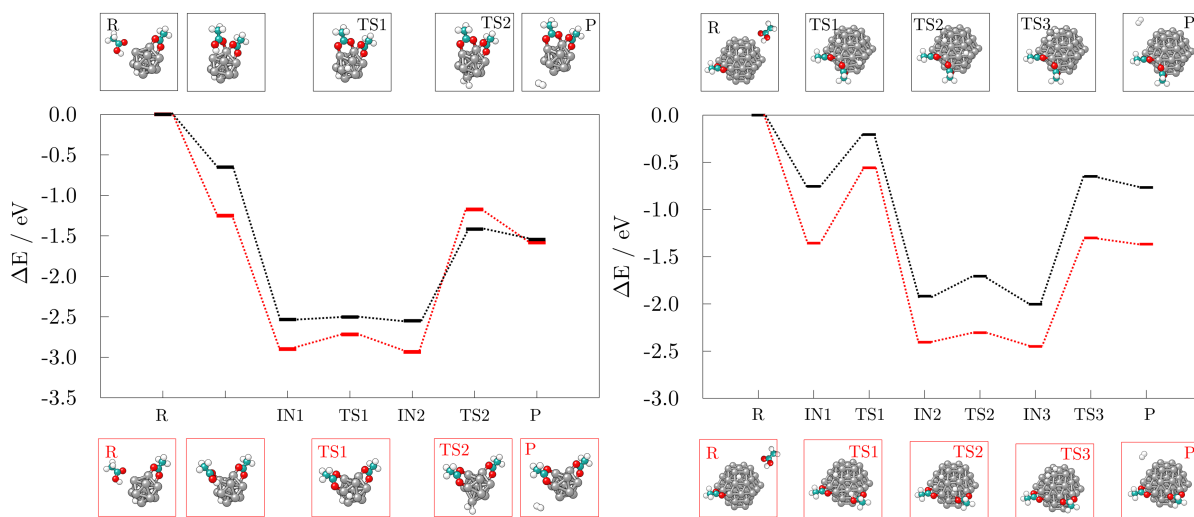 R TS1 TS2 P
R TS1 TS2 TS3 P
0.0
-0.5
-1.0
-1.5
-2.0
-2.5
-3.0
-3.5
ΔE / eV
R IN1 TS1 IN2 TS2 P
0.0
-0.5
-1.0
-1.5
-2.0
-2.5
-3.0
ΔE / eV
R IN1 TS1 IN2 TS2 IN3 TS3 P
R TS1 TS2 P
R TS1 TS2 TS3 P